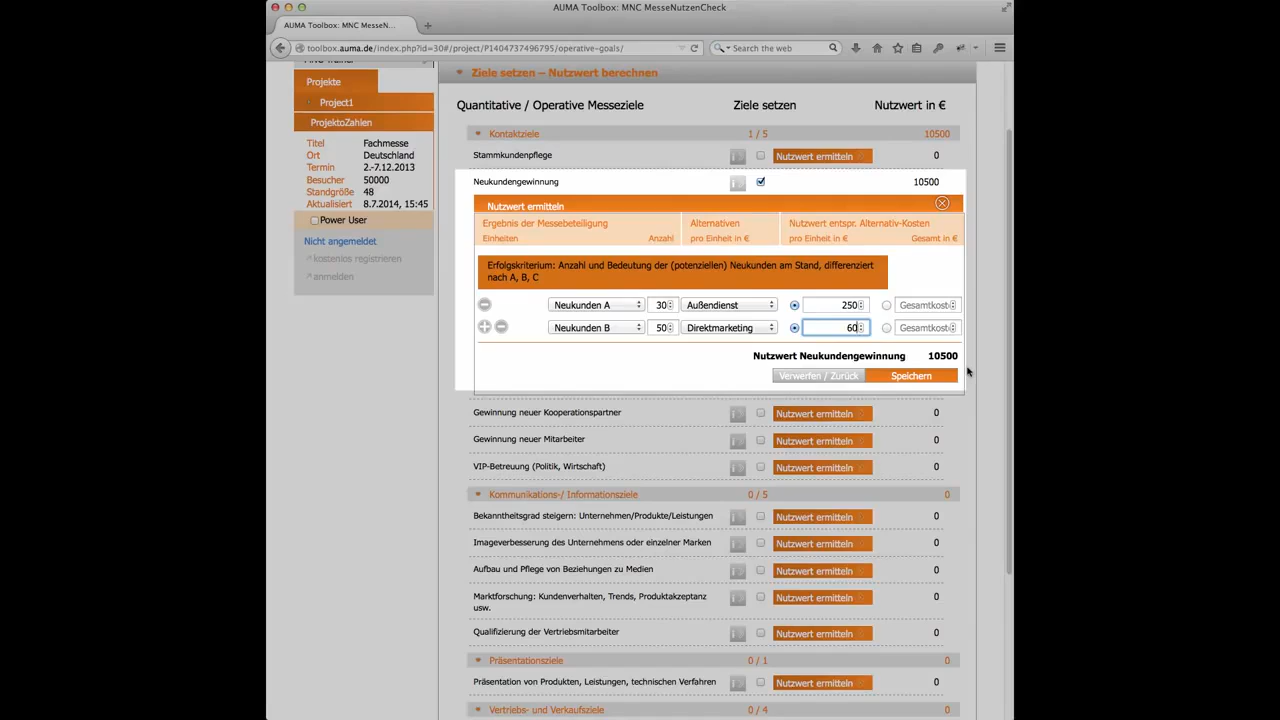 AUMA Toolbox: MNC MesseNutzenCheck
AUMA Toolbox: MNC MesseN...
toolbox.auma.de/index.php?id=30#/project/P1404737496795/operative-goals/
Search the web
Projekte
Project1
ProjektoZahlen
Titel Fachmesse
Ort Deutschland
Termin 2.-7.12.2013
Besucher 50000
Standgröße 48
Aktualisiert 8.7.2014, 15:45
Power User
Nicht angemeldet
kostenlos registrieren
anmelden
Ziele setzen – Nutzwert berechnen
Quantitative / Operative Messeziele Ziele setzen Nutzwert in €
Kontaktziele 1 / 5 10500
Stammkundenpflege Nutzwert ermitteln 0
Neukundengewinnung 10500
Nutzwert ermitteln
Ergebnis der Messebeteiligung Alternativen Nutzwert entspr. Alternativ-Kosten
Einheiten Anzahl pro Einheit in € pro Einheit in € Gesamt in €
Erfolgskriterium: Anzahl und Bedeutung der (potenziellen) Neukunden am Stand, differenziert
nach A, B, C
Neukunden A 30 Außendienst 250 Gesamtkost
Neukunden B 50 Direktmarketing 60 Gesamtkost
Nutzwert Neukundengewinnung 10500
Verwerfen / Zurück Speichern
Gewinnung neuer Kooperationspartner Nutzwert ermitteln 0
Gewinnung neuer Mitarbeiter Nutzwert ermitteln 0
VIP-Betreuung (Politik, Wirtschaft) Nutzwert ermitteln 0
Kommunikations-/ Informationsziele 0 / 5 0
Bekanntheitsgrad steigern: Unternehmen/Produkte/Leistungen Nutzwert ermitteln 0
Imageverbesserung des Unternehmens oder einzelner Marken Nutzwert ermitteln 0
Aufbau und Pflege von Beziehungen zu Medien Nutzwert ermitteln 0
Marktforschung: Kundenverhalten, Trends, Produktakzeptanz Nutzwert ermitteln 0
usw.
Qualifizierung der Vertriebsmitarbeiter Nutzwert ermitteln 0
Präsentationsziele 0 / 1 0
Präsentation von Produkten, Leistungen, technischen Verfahren Nutzwert ermitteln 0
Vertriebs- und Verkaufsziele 0 / 4 0